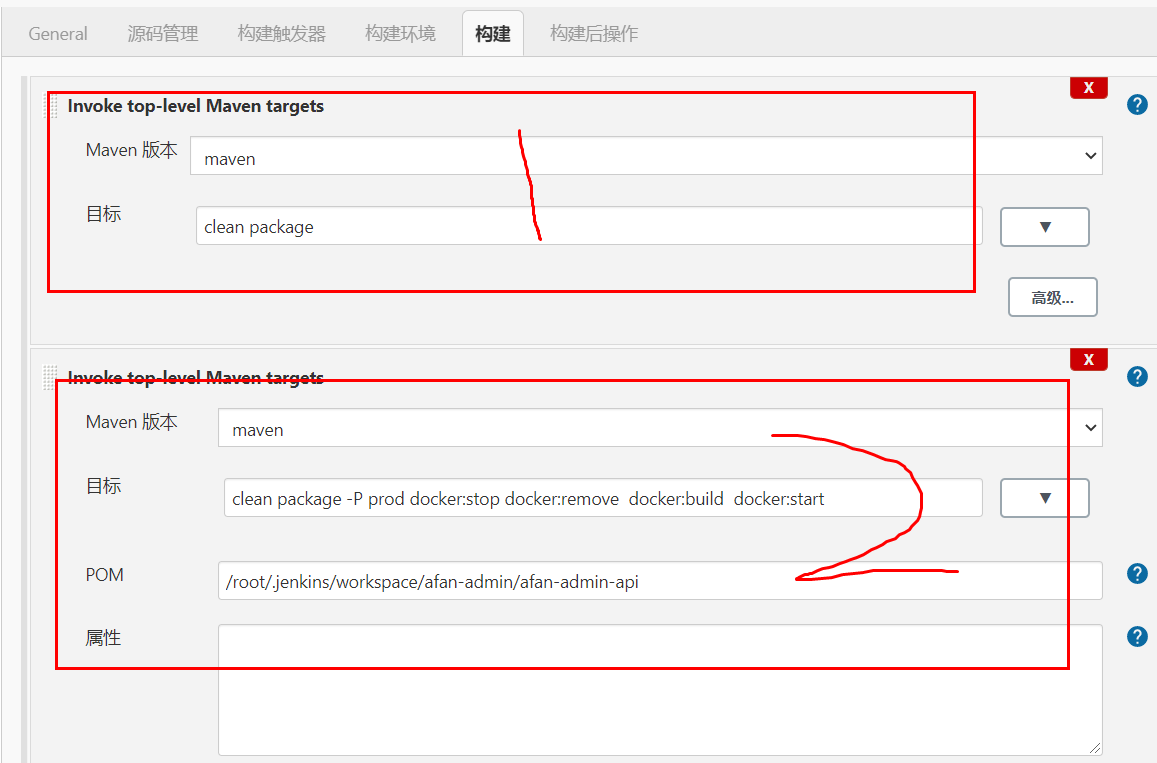 General 源码管理 构建触发器 构建环境 构建 构建后操作
X
Invoke top-level Maven targets
?
Maven 版本 maven
目标 clean package
▼
高级...
X
Invoke top-level Maven targets
?
Maven 版本 maven
目标 clean package -P prod docker:stop docker:remove docker:build docker:start
▼
POM /root/.jenkins/workspace/afan-admin/afan-admin-api
?
属性
?